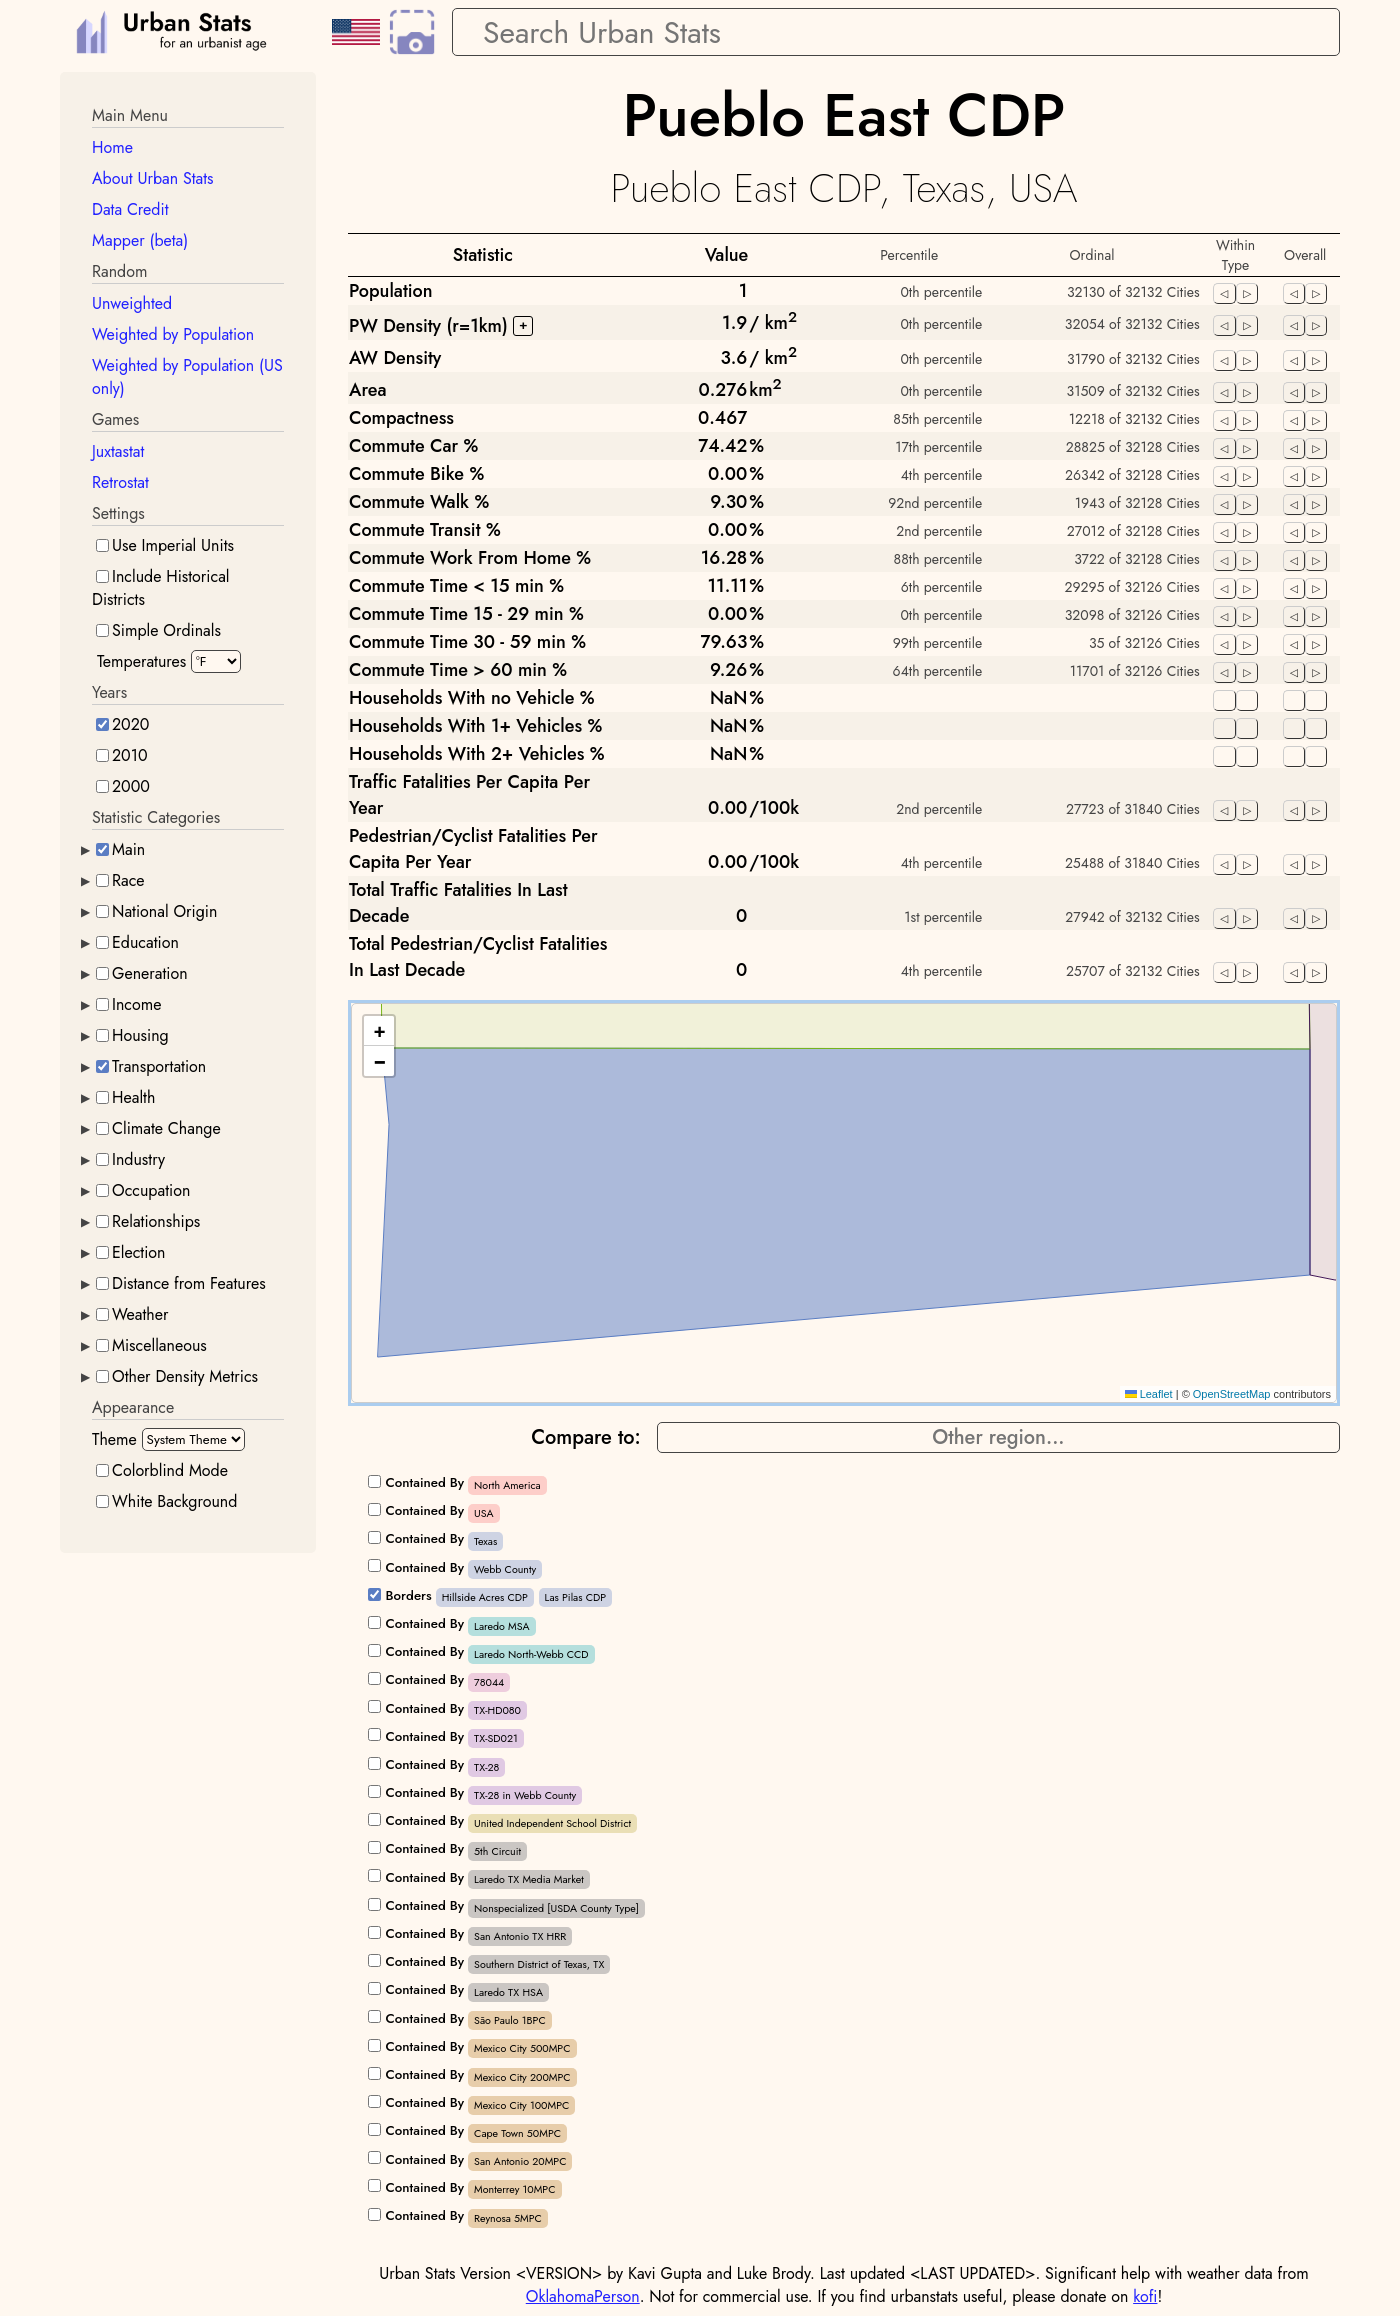 Urban Stats
for an urbanist age
Search Urban Stats
Main Menu
Home
About Urban Stats
Data Credit
Mapper (beta)
Random
Unweighted
Weighted by Population
Weighted by Population (US
only)
Games
Juxtastat
Retrostat
Settings
Use Imperial Units
Include Historical
Districts
Simple Ordinals
Temperatures °F
Years
2020
2010
2000
Statistic Categories
Main
Race
National Origin
Education
Generation
Income
Housing
Transportation
Health
Climate Change
Industry
Occupation
Relationships
Election
Distance from Features
Weather
Miscellaneous
Other Density Metrics
Appearance
Theme System Theme
Colorblind Mode
White Background
Pueblo East CDP
Pueblo East CDP, Texas, USA
Statistic Value Percentile Ordinal Within Type Overall
Population 1 0th percentile 32130 of 32132 Cities
PW Density (r=1km) + 1.9 / km² 0th percentile 32054 of 32132 Cities
AW Density 3.6 / km² 0th percentile 31790 of 32132 Cities
Area 0.276 km² 0th percentile 31509 of 32132 Cities
Compactness 0.467 85th percentile 12218 of 32132 Cities
Commute Car % 74.42% 17th percentile 28825 of 32128 Cities
Commute Bike % 0.00% 4th percentile 26342 of 32128 Cities
Commute Walk % 9.30% 92nd percentile 1943 of 32128 Cities
Commute Transit % 0.00% 2nd percentile 27012 of 32128 Cities
Commute Work From Home % 16.28% 88th percentile 3722 of 32128 Cities
Commute Time < 15 min % 11.11% 6th percentile 29295 of 32126 Cities
Commute Time 15 - 29 min % 0.00% 0th percentile 32098 of 32126 Cities
Commute Time 30 - 59 min % 79.63% 99th percentile 35 of 32126 Cities
Commute Time > 60 min % 9.26% 64th percentile 11701 of 32126 Cities
Households With no Vehicle % NaN%
Households With 1+ Vehicles % NaN%
Households With 2+ Vehicles % NaN%
Traffic Fatalities Per Capita Per
Year 0.00 /100k 2nd percentile 27723 of 31840 Cities
Pedestrian/Cyclist Fatalities Per
Capita Per Year 0.00 /100k 4th percentile 25488 of 31840 Cities
Total Traffic Fatalities In Last
Decade 0 1st percentile 27942 of 32132 Cities
Total Pedestrian/Cyclist Fatalities
In Last Decade 0 4th percentile 25707 of 32132 Cities
+
−
Leaflet | © OpenStreetMap contributors
Compare to: Other region...
Contained By North America
Contained By USA
Contained By Texas
Contained By Webb County
Borders Hillside Acres CDP Las Pilas CDP
Contained By Laredo MSA
Contained By Laredo North-Webb CCD
Contained By 78044
Contained By TX-HD080
Contained By TX-SD021
Contained By TX-28
Contained By TX-28 in Webb County
Contained By United Independent School District
Contained By 5th Circuit
Contained By Laredo TX Media Market
Contained By Nonspecialized [USDA County Type]
Contained By San Antonio TX HRR
Contained By Southern District of Texas, TX
Contained By Laredo TX HSA
Contained By São Paulo 1BPC
Contained By Mexico City 500MPC
Contained By Mexico City 200MPC
Contained By Mexico City 100MPC
Contained By Cape Town 50MPC
Contained By San Antonio 20MPC
Contained By Monterrey 10MPC
Contained By Reynosa 5MPC
Urban Stats Version <VERSION> by Kavi Gupta and Luke Brody. Last updated <LAST UPDATED>. Significant help with weather data from
OklahomaPerson. Not for commercial use. If you find urbanstats useful, please donate on kofi!